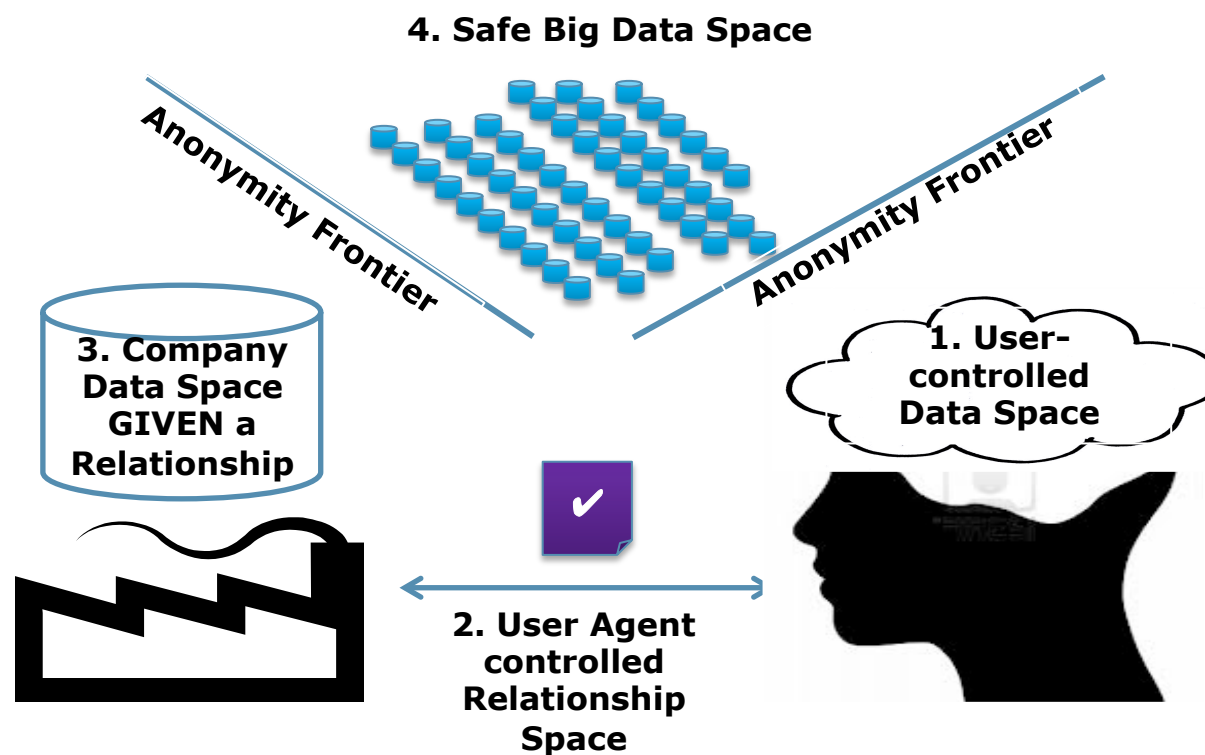 4. Safe Big Data Space
Anonymity Frontier
Anonymity Frontier
3. Company
Data Space
GIVEN a
Relationship
1. User-
controlled
Data Space
✔
2. User Agent
controlled
Relationship
Space